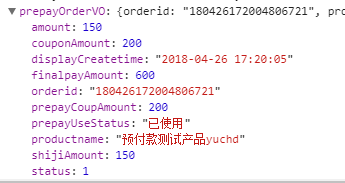 ▼ prepayOrderVO: {orderid: "180426172004806721", pro
amount: 150
couponAmount: 200
displayCreatetime: "2018-04-26 17:20:05"
finalpayAmount: 600
orderid: "180426172004806721"
prepayCoupAmount: 200
prepayUseStatus: "已使用"
productname: "预付款测试产品yuchd"
shijiAmount: 150
status: 1